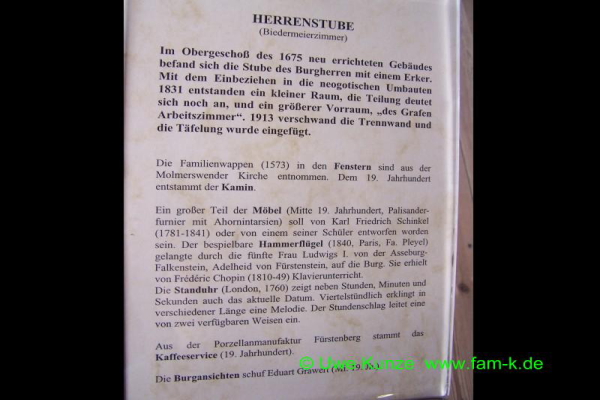 HERRENSTUBE
(Biedermeierzimmer)
Im Obergeschoß des 1675 neu errichteten Gebäudes
befand sich die Stube des Burgherren mit einem Erker.
Mit dem Einbeziehen in die neogotischen Umbauten
1831 entstanden ein kleiner Raum, die Teilung deutet
sich noch an, und ein größerer Vorraum, „des Grafen
Arbeitszimmer“. 1913 verschwand die Trennwand und
die Täfelung wurde eingefügt.
Die Familienwappen (1573) in den Fenstern sind aus der
Molmerswender Kirche entnommen. Dem 19. Jahrhundert
entstammt der Kamin.
Ein großer Teil der Möbel (Mitte 19. Jahrhundert, Palisander-
furnier mit Ahornintarsien) soll von Karl Friedrich Schinkel
(1781-1841) oder von einem seiner Schüler entworfen worden
sein. Der bespielbare Hammerflügel (1840, Paris, Fa. Pleyel)
gelangte durch die fünfte Frau Ludwigs I. von der Asseburg-
Falkenstein, Adelheid von Fürstenstein, auf die Burg. Sie erhielt
von Frédéric Chopin (1810-49) Klavierunterricht.
Die Standuhr (London, 1760) zeigt neben Stunden, Minuten und
Sekunden auch das aktuelle Datum. Viertelstündlich erklingt in
verschiedener Länge eine Melodie. Der Stundenschlag leitet eine
von zwei verfügbaren Weisen ein.
Aus der Porzellanmanufaktur Fürstenberg stammt das
Kaffeeservice (19. Jahrhundert).
Die Burgansichten schuf Eduart Grawert
© Uwe Kunze www.fam-k.de